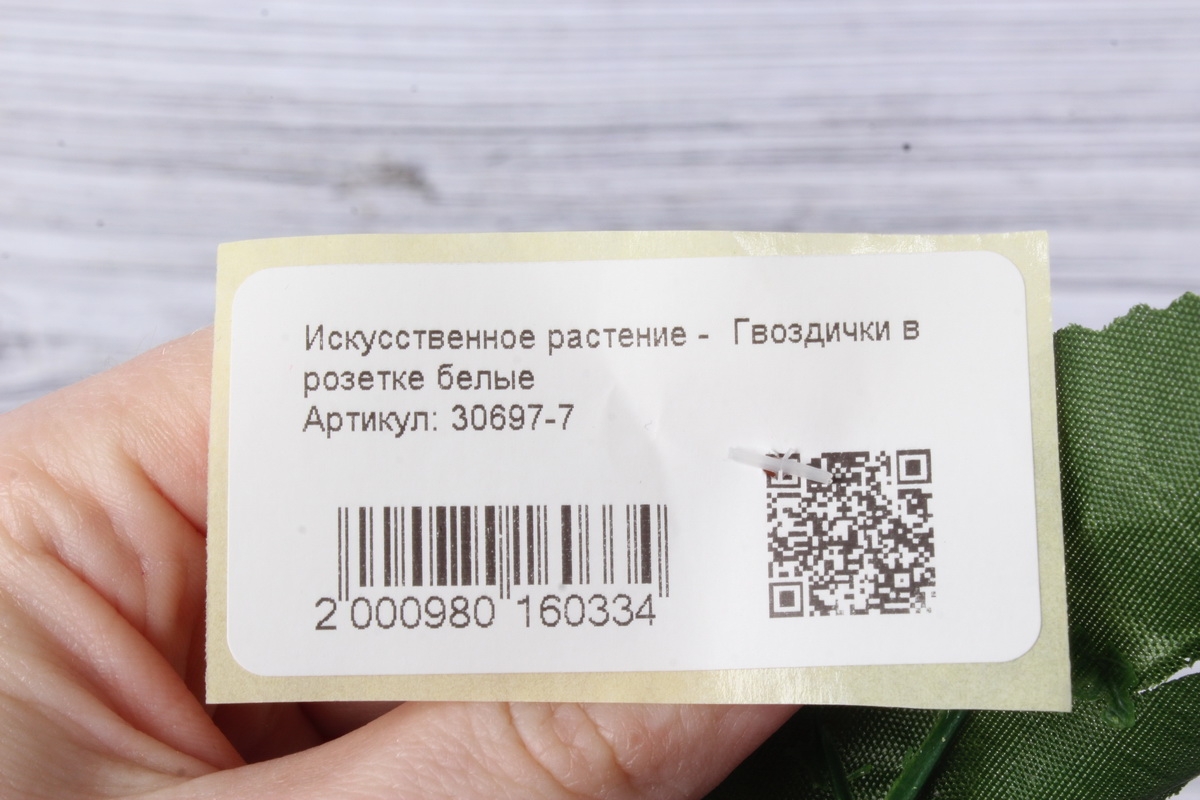 Искусственное растение - Гвоздички в
розетке белые
Артикул: 30697-7
2 000980 160334